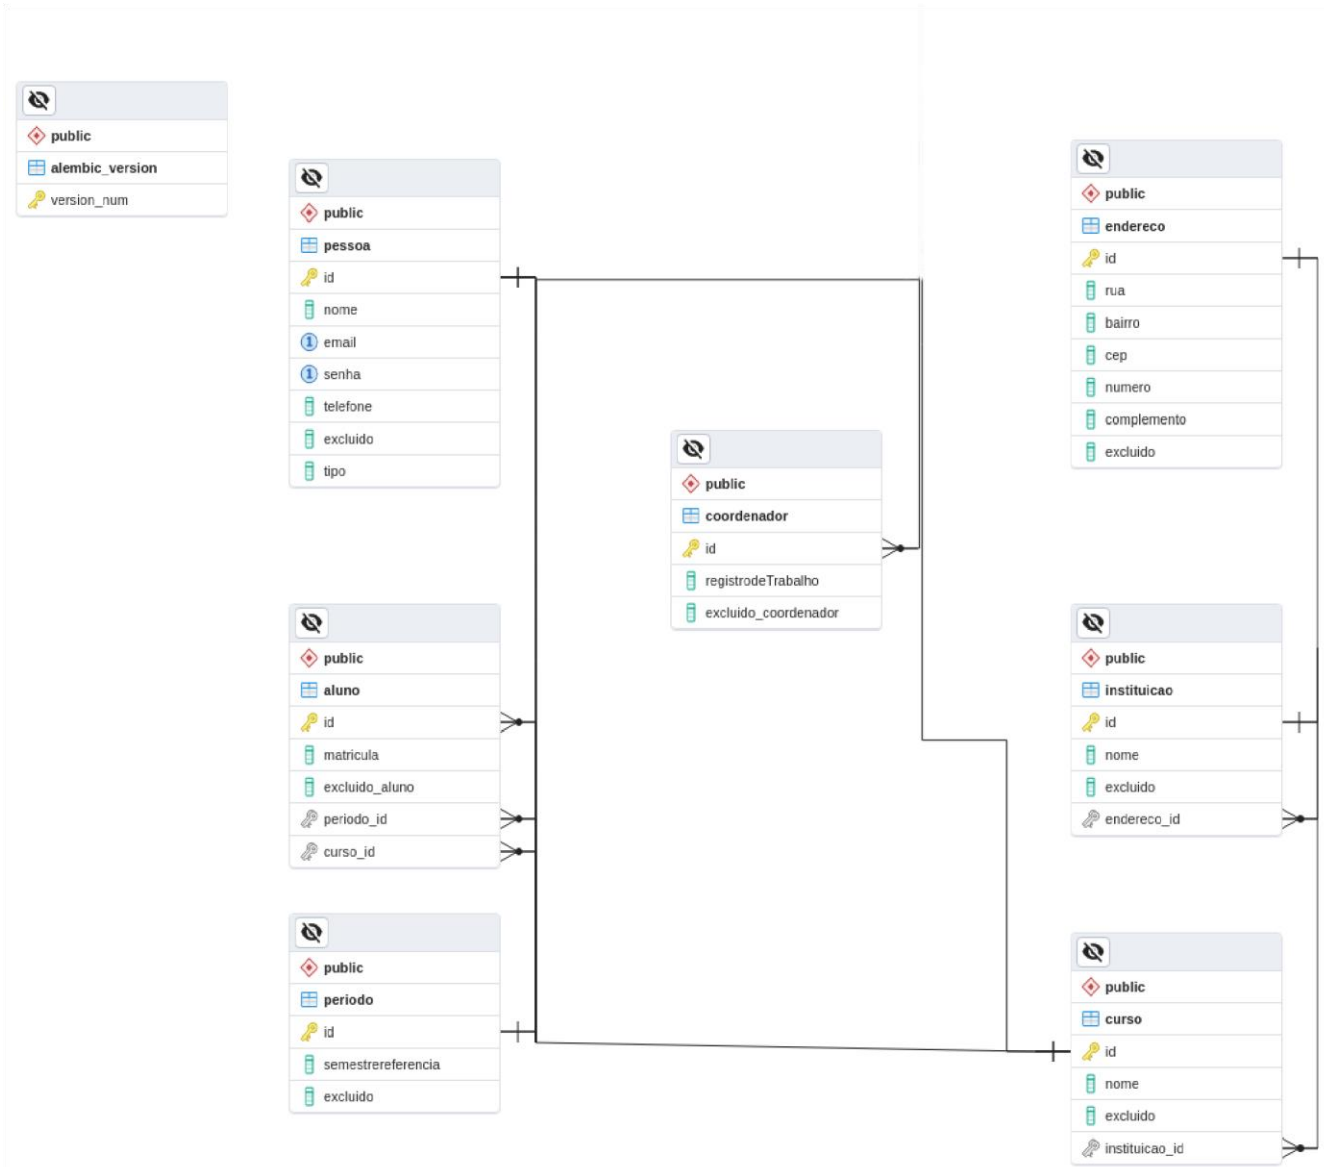 public
alembic_version
version_num
public
pessoa
id
nome
1 email
1 senha
telefone
excluido
tipo
public
endereco
id
rua
bairro
cep
numero
complemento
excluido
public
coordenador
id
registrodeTrabalho
excluido_coordenador
public
aluno
id
matricula
excluido_aluno
periodo_id
curso_id
public
instituicao
id
nome
excluido
endereco_id
public
periodo
id
semestrereferencia
excluido
public
curso
id
nome
excluido
instituicao_id